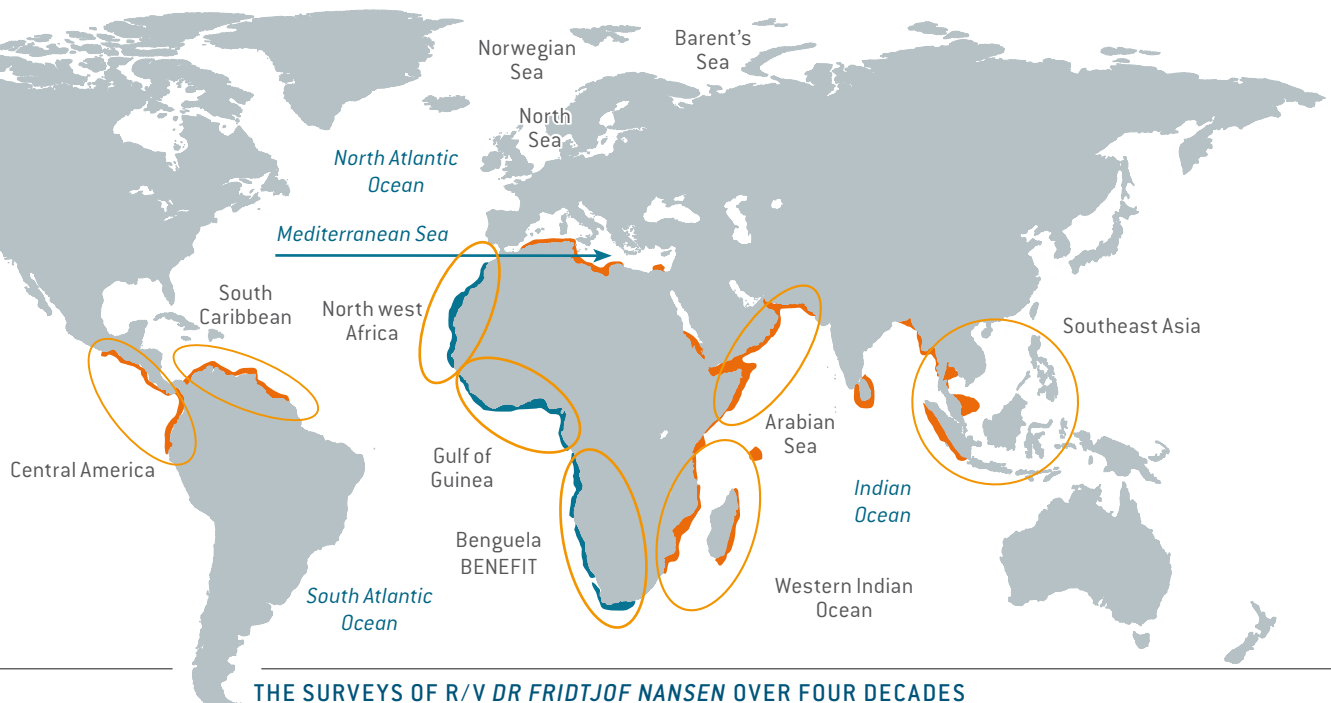 Norwegian
Sea
Barent's
Sea
North
Sea
North Atlantic
Ocean
Mediterranean Sea
South
Caribbean
North west
Africa
Southeast Asia
Arabian
Sea
Central America
Gulf of
Guinea
Indian
Ocean
Benguela
BENEFIT
Western Indian
Ocean
South Atlantic
Ocean
THE SURVEYS OF R/V DR FRIDTJOF NANSEN OVER FOUR DECADES